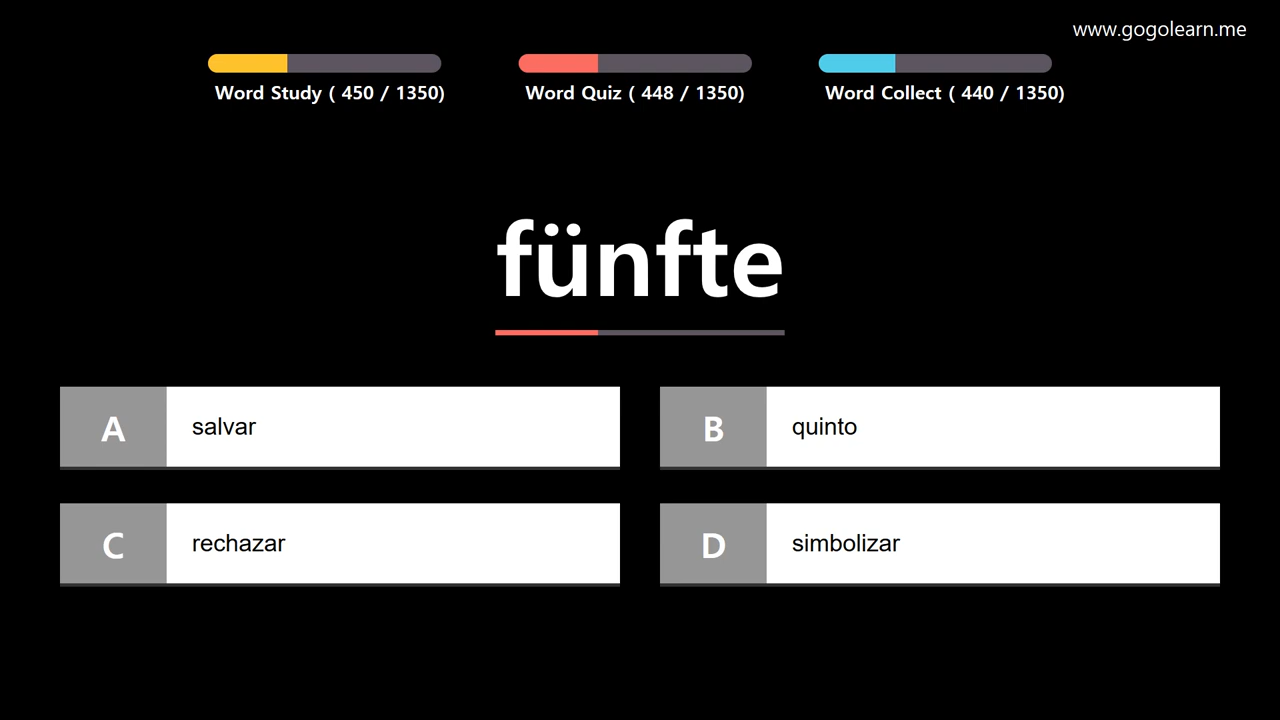 www.gogolearn.me
Word Study ( 450 / 1350)
Word Quiz ( 448 / 1350)
Word Collect ( 440 / 1350)
fünfte
A salvar
B quinto
C rechazar
D simbolizar